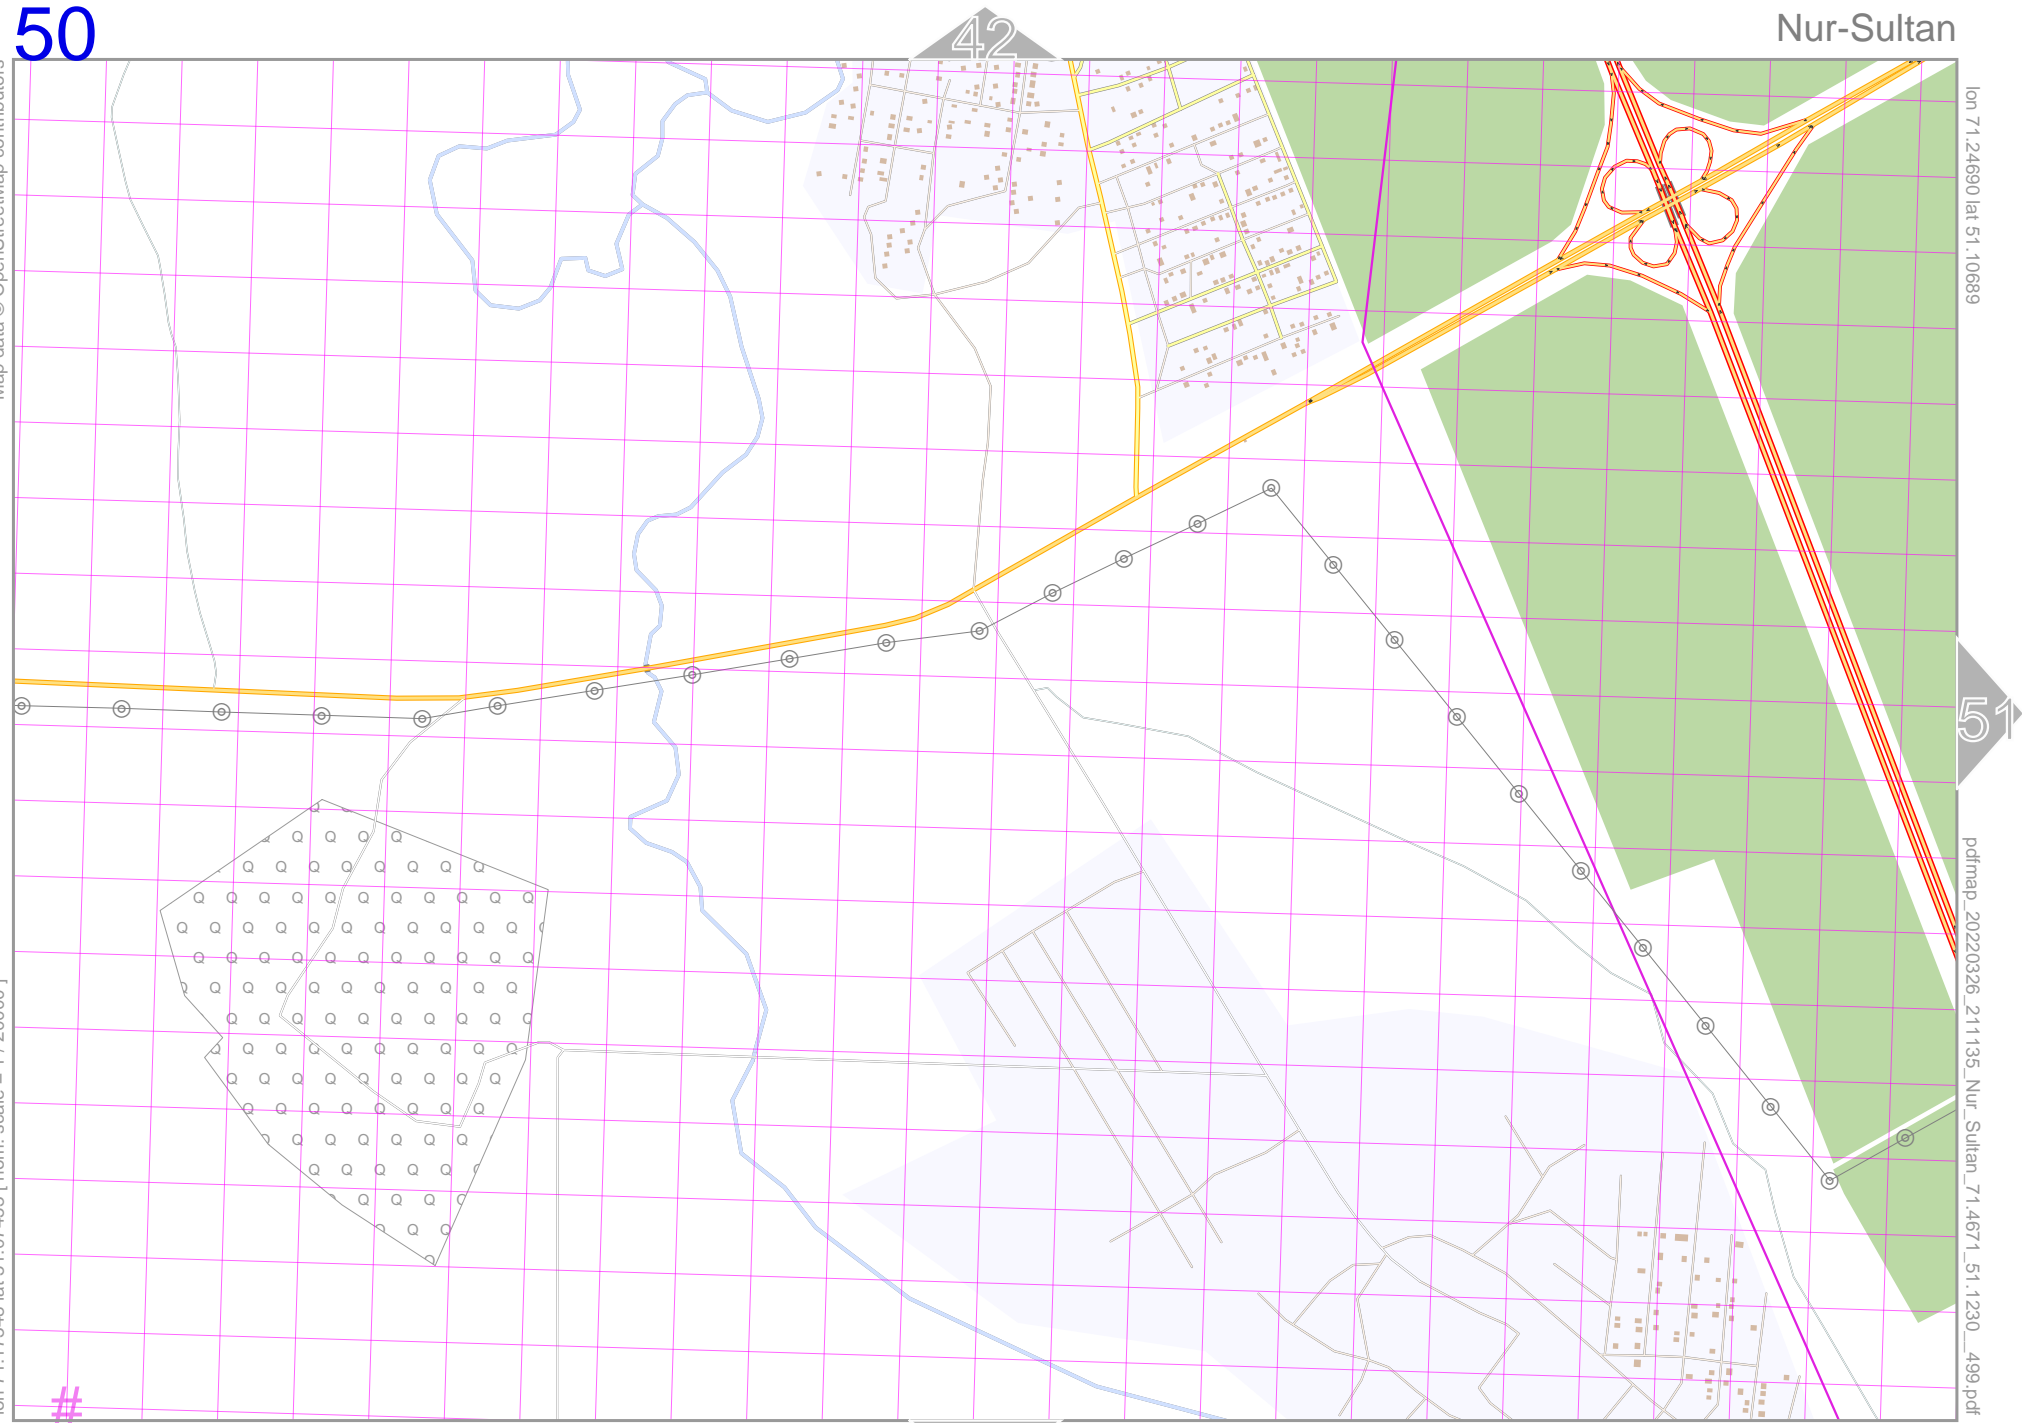 50
42
Nur-Sultan
lon 71.24690 lat 51.10689
51
pdfmap_20220326_211135_Nur_Sultan_71.4671_51.1230__499.pdf
Map data © OpenStreetMap contributors
#